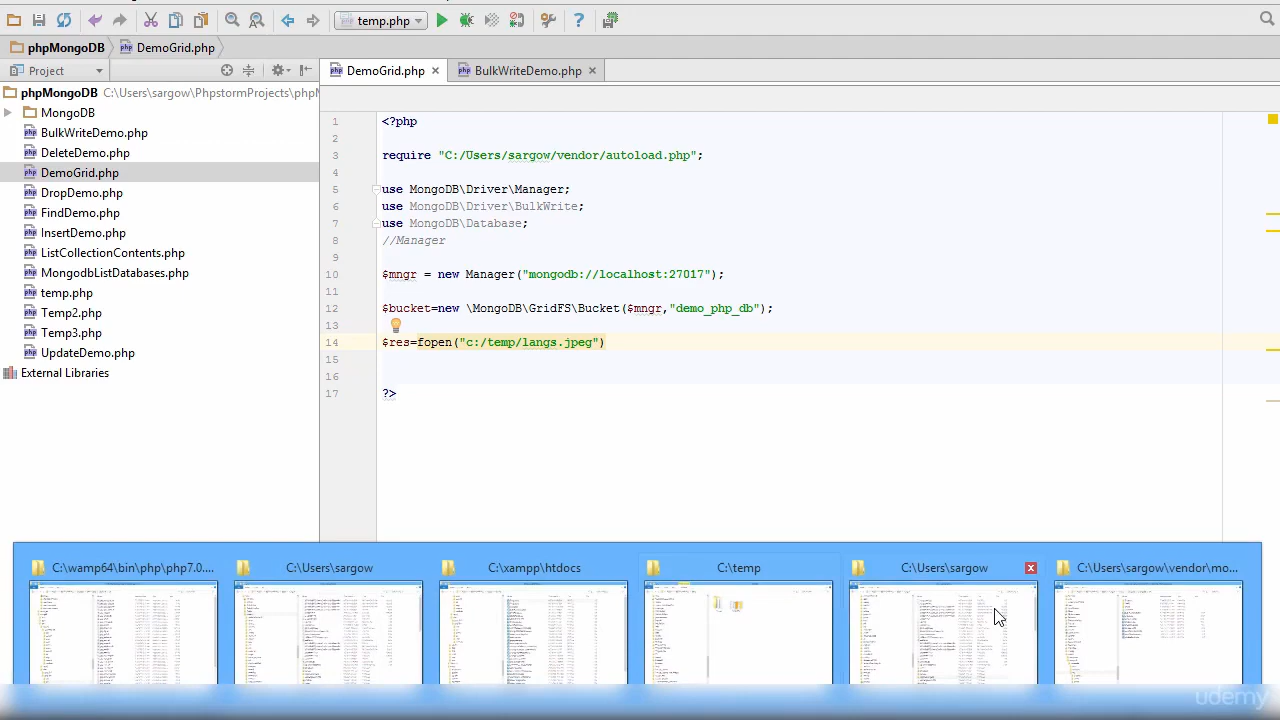 temp.php
phpMongoDB
DemoGrid.php
Project
DemoGrid.php
BulkWriteDemo.php
phpMongoDB C:\Users\sargow\PhpstormProjects\phpM
MongoDB
BulkWriteDemo.php
DeleteDemo.php
DemoGrid.php
DropDemo.php
FindDemo.php
InsertDemo.php
ListCollectionContents.php
MongodbListDatabases.php
temp.php
Temp2.php
Temp3.php
UpdateDemo.php
External Libraries
1 <?php
2
3 require "C:/Users/sargow/vendor/autoload.php";
4
5 use MongoDB\Driver\Manager;
6 use MongoDB\Driver\BulkWrite;
7 use MongoDB\Database;
8 //Manager
9
10 $mngr = new Manager("mongodb://localhost:27017");
11
12 $bucket=new \MongoDB\GridFS\Bucket($mngr,"demo_php_db");
13
14 $res=fopen("c:/temp/langs.jpeg")
15
16
17 ?>
C:\wamp64\bin\php\php7.0....
C:\Users\sargow
C:\xampp\htdocs
C:\temp
C:\Users\sargow
C:\Users\sargow\vendor\mo...
udemy